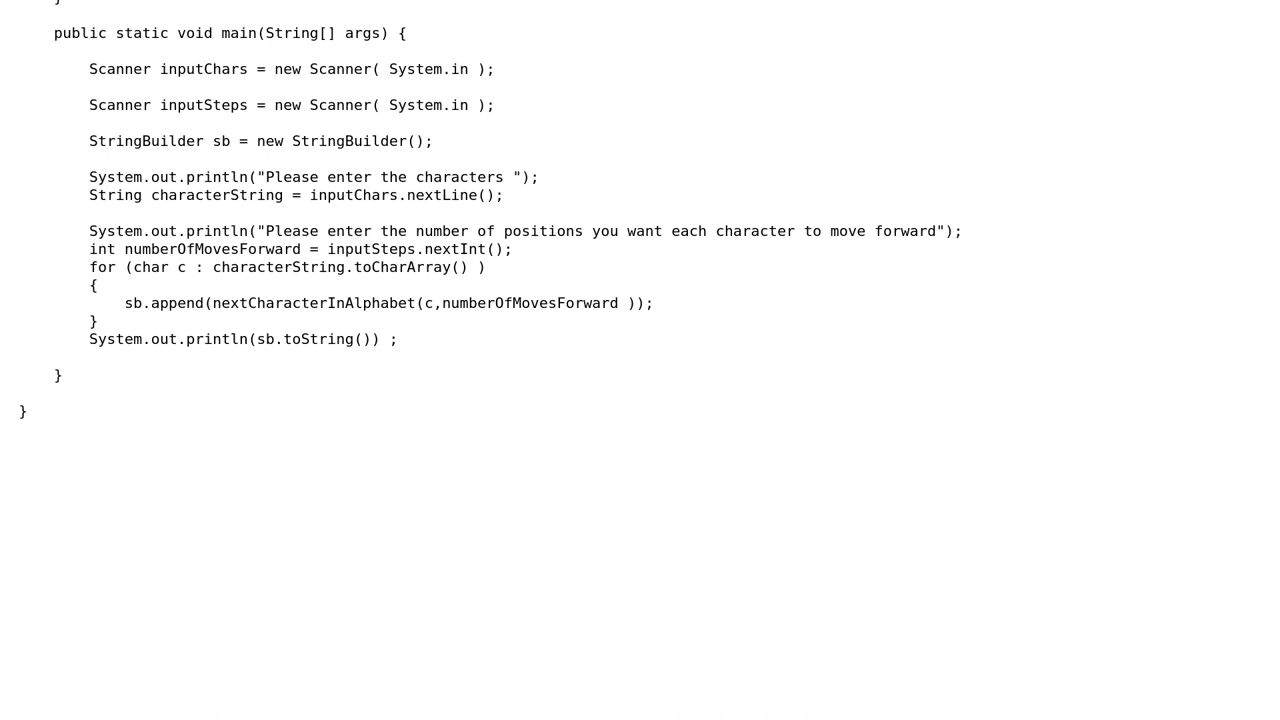 }
public static void main(String[] args) {
Scanner inputChars = new Scanner( System.in );
Scanner inputSteps = new Scanner( System.in );
StringBuilder sb = new StringBuilder();
System.out.println("Please enter the characters ");
String characterString = inputChars.nextLine();
System.out.println("Please enter the number of positions you want each character to move forward");
int numberOfMovesForward = inputSteps.nextInt();
for (char c : characterString.toCharArray() )
{
sb.append(nextCharacterInAlphabet(c,numberOfMovesForward ));
}
System.out.println(sb.toString()) ;
}
}